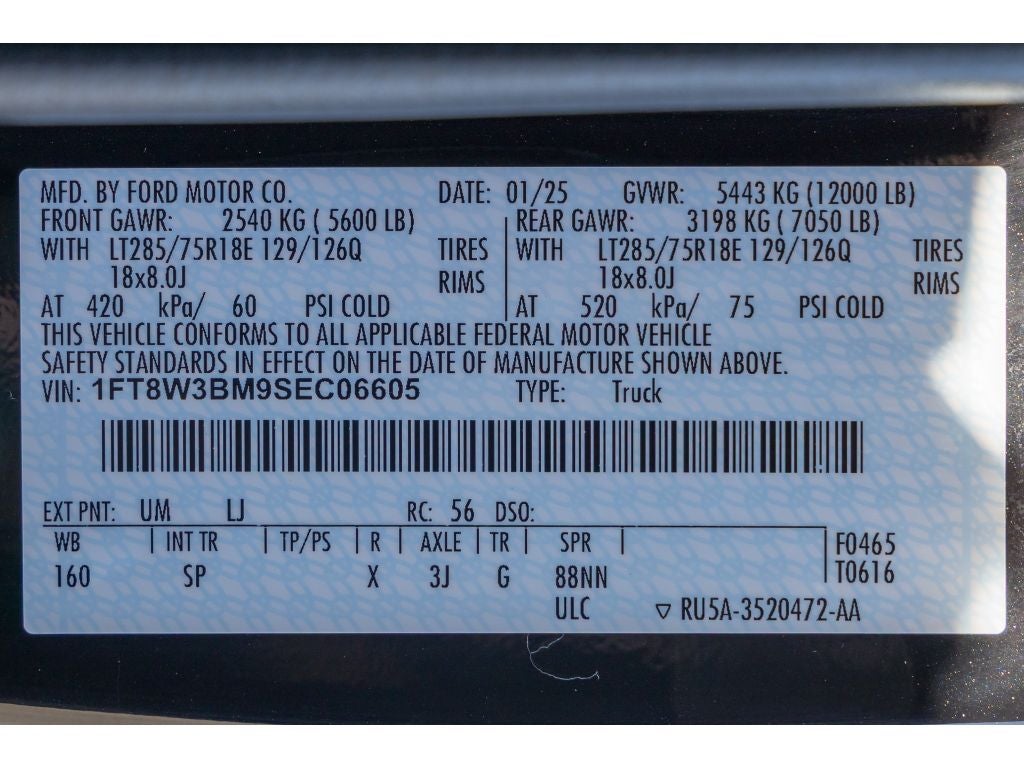 MFD. BY FORD MOTOR CO. DATE: 01/25 GVWR: 5443 KG (12000 LB)
FRONT GAWR: 2540 KG ( 5600 LB) REAR GAWR: 3198 KG ( 7050 LB)
WITH LT285/75R18E 129/126Q TIRES WITH LT285/75R18E 129/126Q TIRES
18x8.0J RIMS 18x8.0J RIMS
AT 420 kPa/ 60 PSI COLD AT 520 kPa/ 75 PSI COLD
THIS VEHICLE CONFORMS TO ALL APPLICABLE FEDERAL MOTOR VEHICLE
SAFETY STANDARDS IN EFFECT ON THE DATE OF MANUFACTURE SHOWN ABOVE.
VIN: 1FT8W3BM9SEC06605 TYPE: Truck
EXT PNT: UM LJ RC: 56 DSO:
WB INT TR TP/PS R AXLE TR SPR F0465
160 SP X 3J G 88NN T0616
ULC ▽ RU5A-3520472-AA